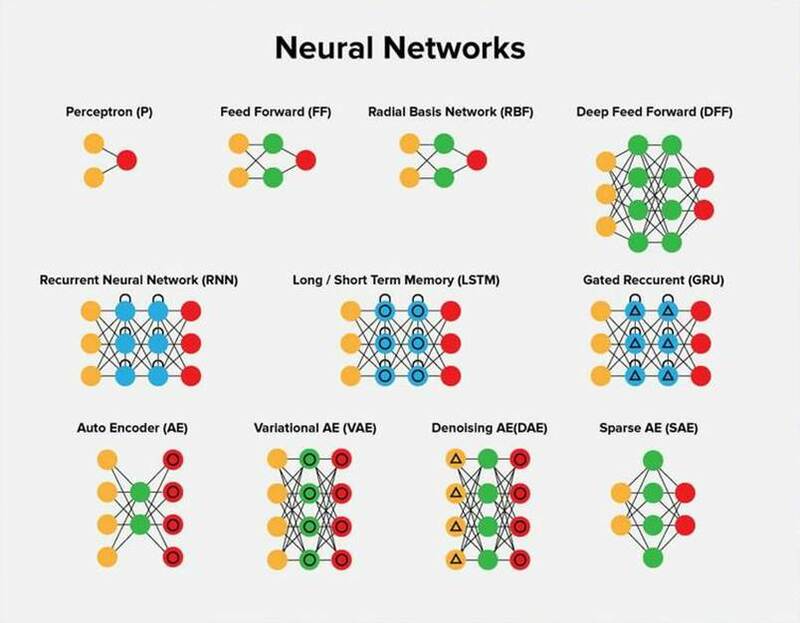 Neural Networks
Perceptron (P)
Feed Forward (FF)
Radial Basis Network (RBF)
Deep Feed Forward (DFF)
Recurrent Neural Network (RNN)
Long / Short Term Memory (LSTM)
Gated Reccurent (GRU)
Auto Encoder (AE)
Variational AE (VAE)
Denoising AE(DAE)
Sparse AE (SAE)